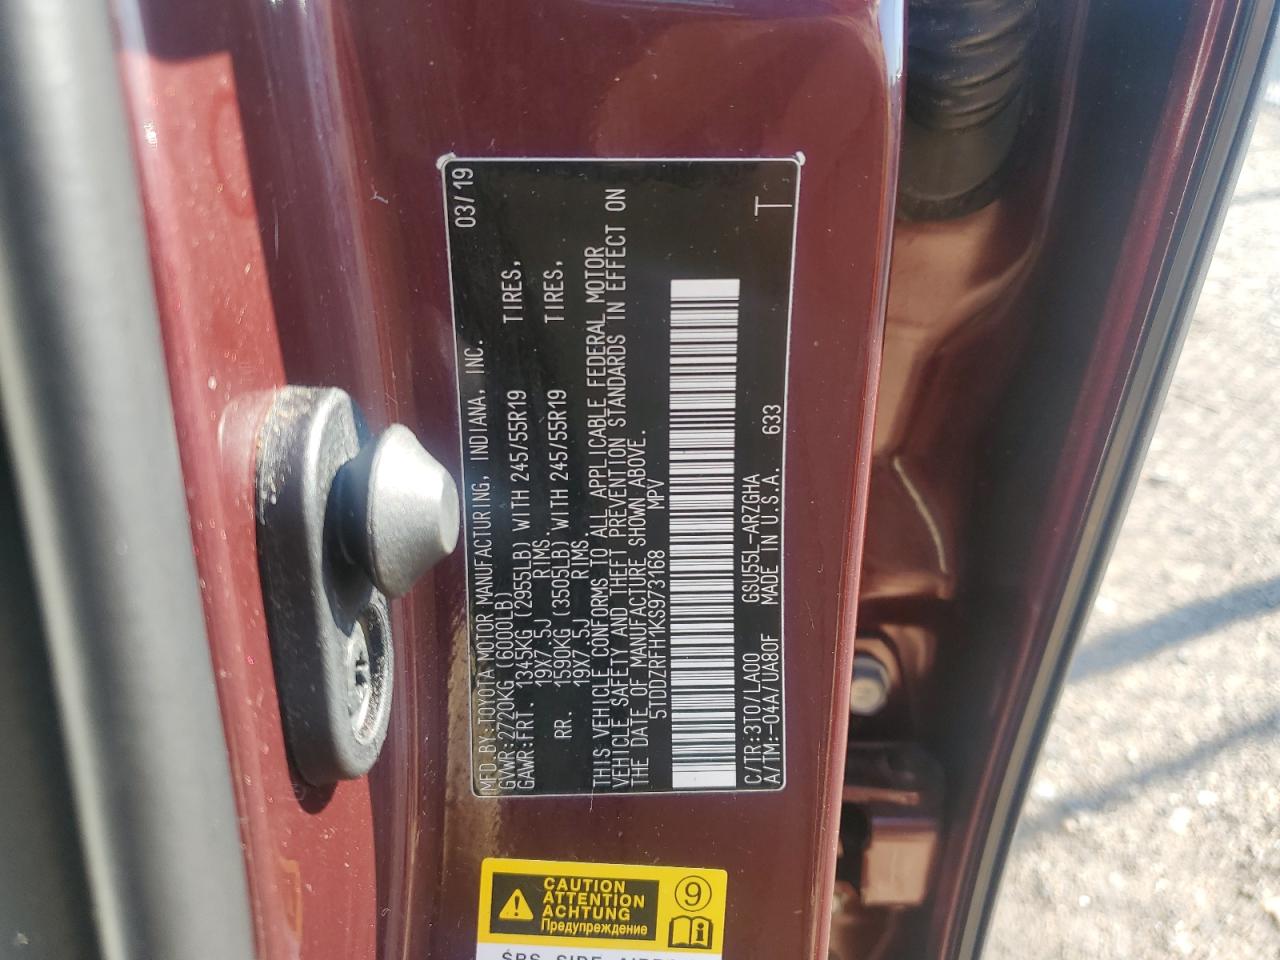 MFD.BY:TOYOTA MOTOR MANUFACTURING, INDIANA, INC. 03/19
GVWR:2720KG (6000LB)
GAWR:FRT. 1345KG (2955LB) WITH 245/55R19 TIRES,
19X7.5J RIMS.
RR. 1590KG (3505LB) WITH 245/55R19 TIRES,
19X7.5J RIMS.
THIS VEHICLE CONFORMS TO ALL APPLICABLE FEDERAL MOTOR
VEHICLE SAFETY AND THEFT PREVENTION STANDARDS IN EFFECT ON
THE DATE OF MANUFACTURE SHOWN ABOVE.
5TDDZRFH1KS973168 MPV
C/TR:3T0/LA00 GSU55L-ARZGHA
A/TM:-04A/UA80F MADE IN U.S.A. 633 T
CAUTION
ATTENTION
ACHTUNG
Предупреждение
9
SRS SIDE